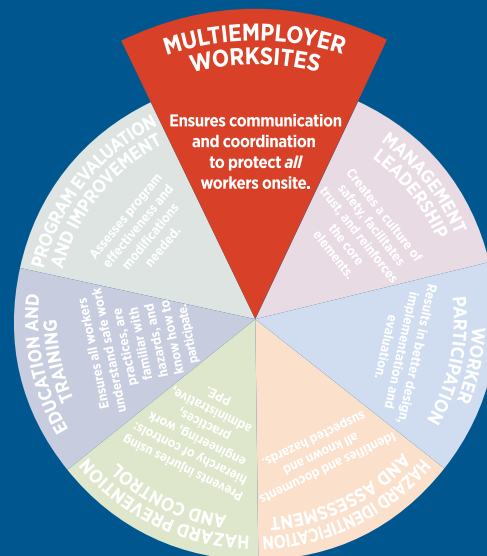 MULTIEMPLOYER
WORKSITES
Ensures communication
and coordination
to protect all
workers onsite.
MANAGEMENT
LEADERSHIP
Creates a culture of
safety, facilitates
trust, and reinforces
the core
elements.
WORKER
PARTICIPATION
Results in better design,
implementation and
evaluation.
HAZARD IDENTIFICATION
AND ASSESSMENT
Identifies and documents
all known and
suspected hazards.
HAZARD PREVENTION
AND CONTROL
Prevents injuries using
hierarchy of controls:
engineering, work
practices,
administrative,
PPE.
EDUCATION AND
TRAINING
Ensures all workers
understand safe work
practices, are
familiar with
hazards, and
know how to
participate.
PROGRAM EVALUATION
AND IMPROVEMENT
Assesses program
effectiveness and
modifications
needed.